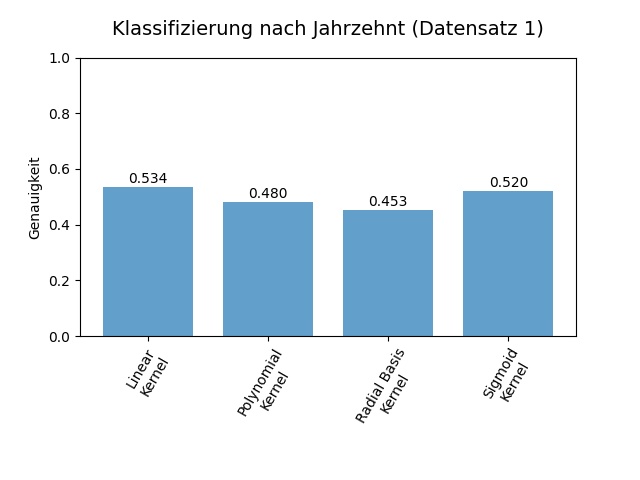 Klassifizierung nach Jahrzehnt (Datensatz 1)
1.0
0.8
0.6
0.4
0.2
0.0
Genauigkeit
0.534
0.480
0.453
0.520
Linear
Kernel
Polynomial
Kernel
Radial Basis
Kernel
Sigmoid
Kernel